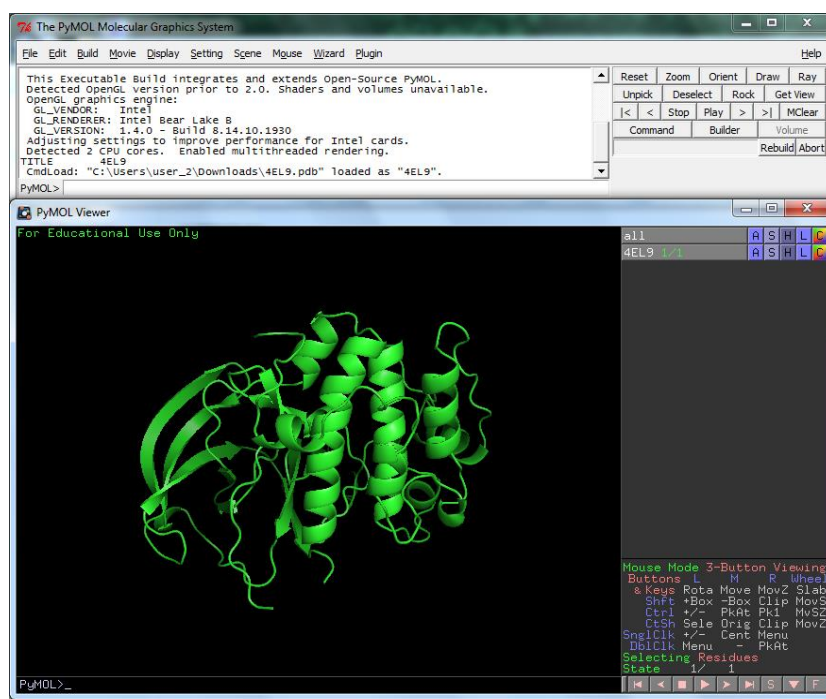 The PyMOL Molecular Graphics System
File Edit Build Movie Display Setting Scene Mouse Wizard Plugin Help
This Executable Build integrates and extends Open-Source PyMOL.
Detected OpenGL version prior to 2.0. Shaders and volumes unavailable.
OpenGL graphics engine:
GL_VENDOR: Intel
GL_RENDERER: Intel Bear Lake B
GL_VERSION: 1.4.0 - Build 8.14.10.1930
Adjusting settings to improve performance for Intel cards.
Detected 2 CPU cores. Enabled multithreaded rendering.
TITLE 4EL9
CmdLoad: "C:\Users\user_2\Downloads\4EL9.pdb" loaded as "4EL9".
PyMOL>
Reset Zoom Orient Draw Ray
Unpick Deselect Rock Get View
|< < Stop Play > >| MClear
Command Builder Volume
Rebuild Abort
PyMOL Viewer
For Educational Use Only
all A S H L C
4EL9 1/1 A S H L C
Mouse Mode 3-Button Viewing
Buttons L M R Wheel
& Keys Rota Move MovZ Slab
Shft +Box -Box Clip MovS
Ctrl +/- PkAt Pk1 MvSZ
CtSh Sele Orig Clip MovZ
SnglClk +/- Cent Menu
DblClk Menu - PkAt
Selecting Residues
State 1/ 1
PyMOL>_
S F